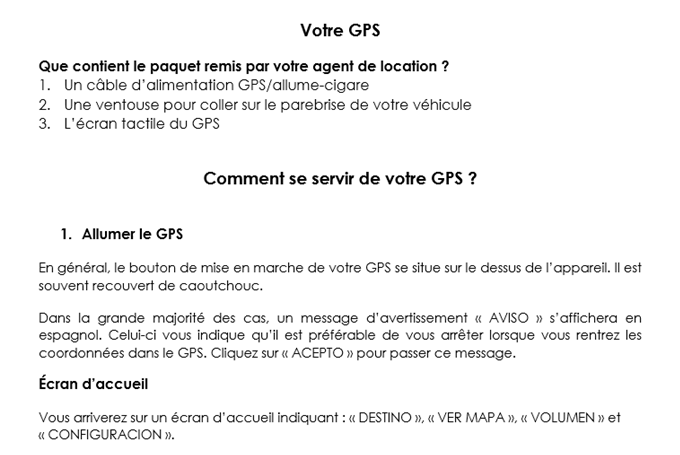 Votre GPS
Que contient le paquet remis par votre agent de location ?
1. Un câble d'alimentation GPS/allume-cigare
2. Une ventouse pour coller sur le parebrise de votre véhicule
3. L'écran tactile du GPS
Comment se servir de votre GPS ?
1. Allumer le GPS
En général, le bouton de mise en marche de votre GPS se situe sur le dessus de l'appareil. Il est
souvent recouvert de caoutchouc.
Dans la grande majorité des cas, un message d'avertissement « AVISO » s'affichera en
espagnol. Celui-ci vous indique qu'il est préférable de vous arrêter lorsque vous rentrez les
coordonnées dans le GPS. Cliquez sur « ACEPTO » pour passer ce message.
Écran d'accueil
Vous arriverez sur un écran d'accueil indiquant : « DESTINO », « VER MAPA », « VOLUMEN » et
« CONFIGURACION ».